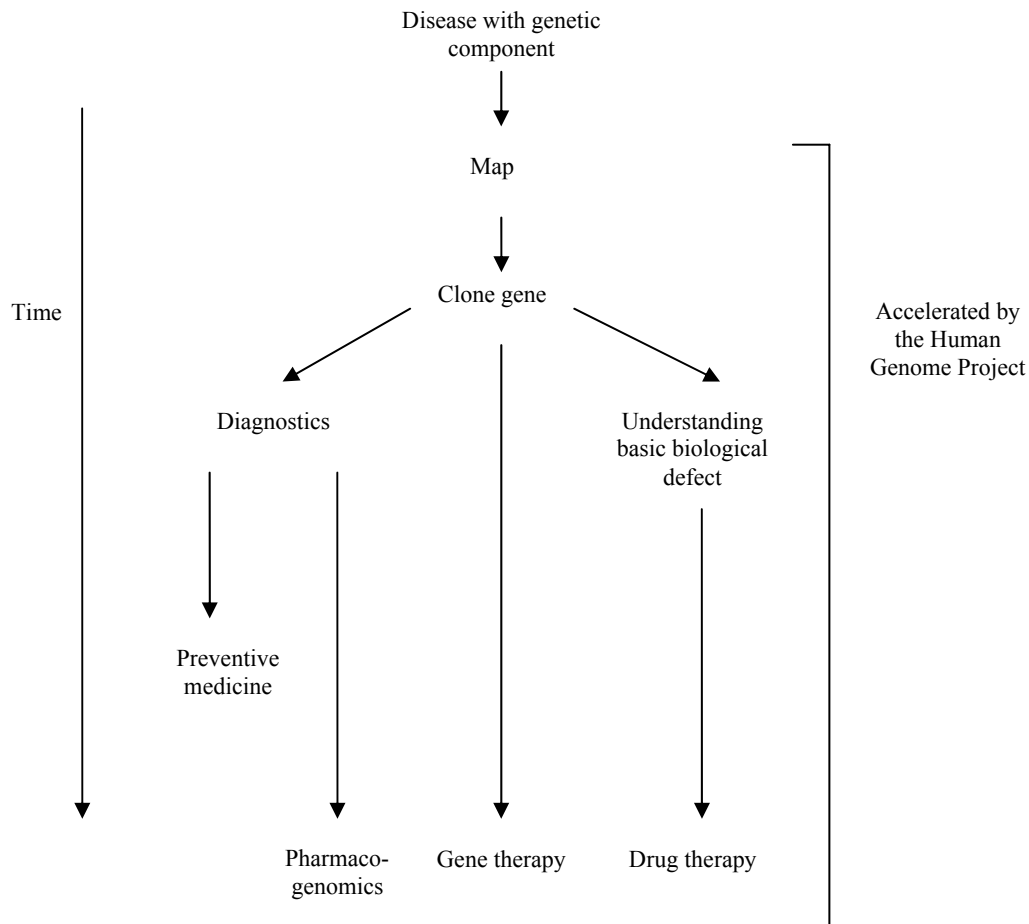 Disease with genetic
component
Map
Clone gene
Time
Accelerated by
the Human
Genome Project
Diagnostics
Understanding
basic biological
defect
Preventive
medicine
Pharmaco-
genomics
Gene therapy
Drug therapy